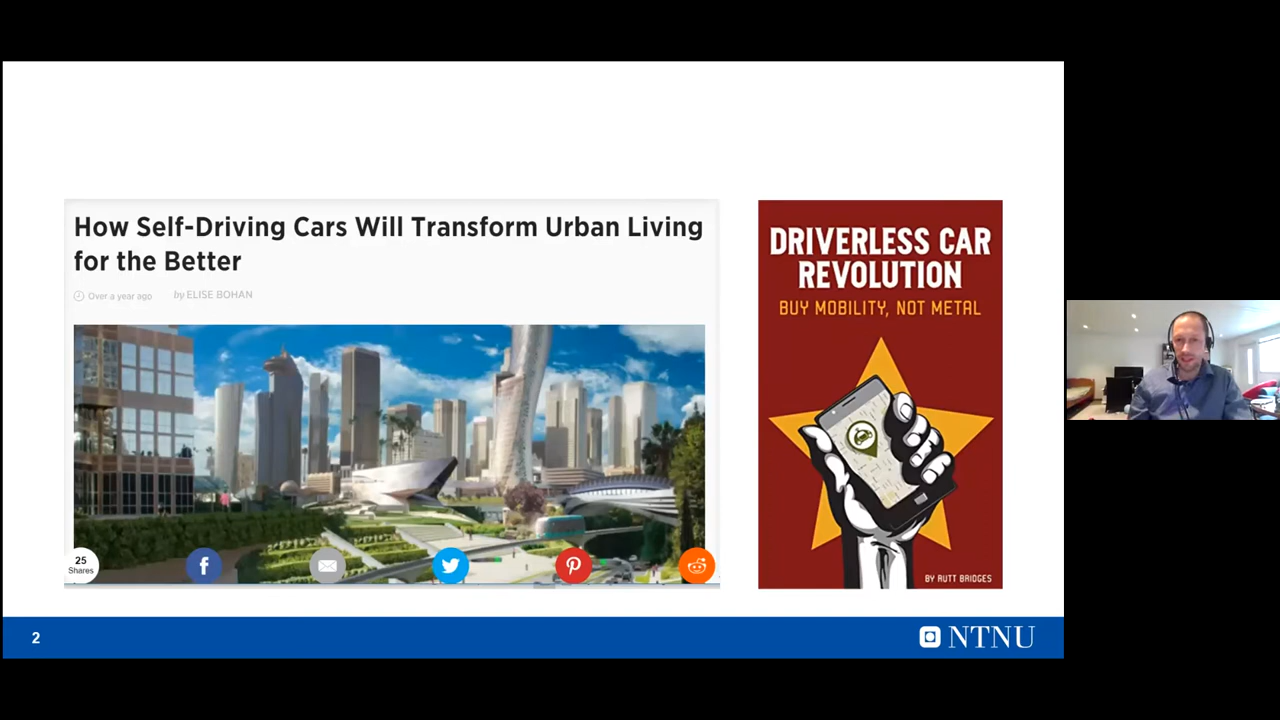 How Self-Driving Cars Will Transform Urban Living
for the Better
Over a year ago by ELISE BOHAN
25
Shares
DRIVERLESS CAR
REVOLUTION
BUY MOBILITY, NOT METAL
BY RUTT BRIDGES
2
NTNU